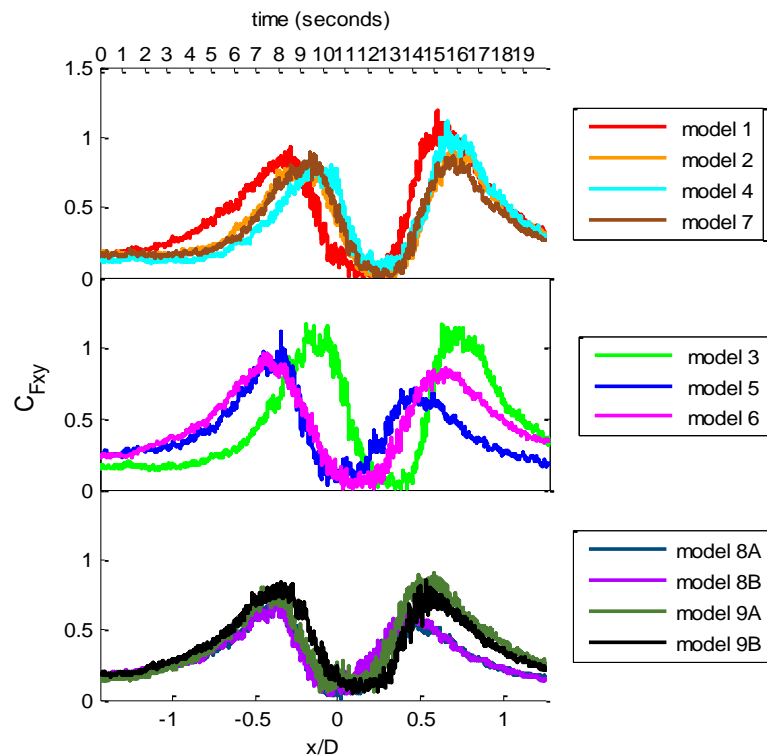 time (seconds)
0 1 2 3 4 5 6 7 8 9 10 11 12 13 14 15 16 17 18 19
1.5
1
0.5
0
model 1
model 2
model 4
model 7
1
0.5
0
model 3
model 5
model 6
C_Fxy
1
0.5
0
model 8A
model 8B
model 9A
model 9B
-1 -0.5 0 0.5 1
x/D